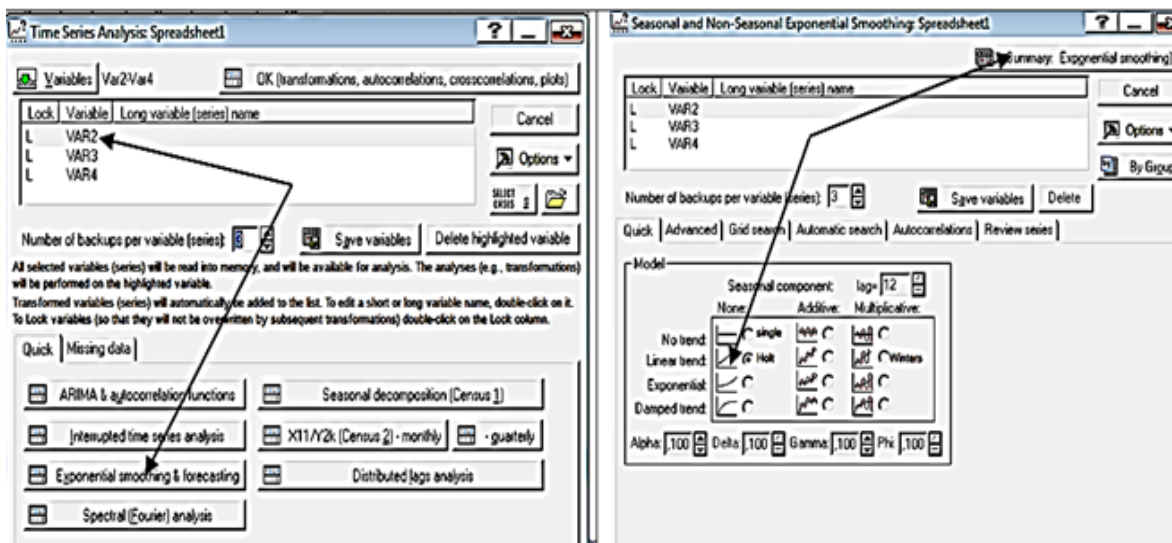 Time Series Analysis: Spreadsheet1
Variables Var2-Var4
OK (transformations, autocorrelations, crosscorrelations, plots)
Lock Variable Long variable (series) name
L VAR2
L VAR3
L VAR4
Cancel
Options
SELECT CASES
Number of backups per variable (series): 3
Save variables
Delete highlighted variable
All selected variables (series) will be read into memory, and will be available for analysis. The analyses (e.g., transformations)
will be performed on the highlighted variable.
Transformed variables (series) will automatically be added to the list. To edit a short or long variable name, double-click on it.
To Lock variables (so that they will not be overwritten by subsequent transformations) double-click on the Lock column.
Quick Missing data
ARIMA & autocorrelation functions
Seasonal decomposition (Census 1)
Interrupted time series analysis
X11/Y2k (Census 2) - monthly
- quarterly
Exponential smoothing & forecasting
Distributed lags analysis
Spectral (Fourier) analysis
Seasonal and Non-Seasonal Exponential Smoothing: Spreadsheet1
Summary: Exponential smoothing
Lock Variable Long variable (series) name
L VAR2
L VAR3
L VAR4
Cancel
Options
By Group
Number of backups per variable (series): 3
Save variables
Delete
Quick Advanced Grid search Automatic search Autocorrelations Review series
Model
Seasonal component: lag= 12
None: Additive: Multiplicative:
No trend: single
Linear trend: Holt Winters
Exponential:
Damped trend:
Alpha: ,100 Delta: ,100 Gamma: ,100 Phi: ,100